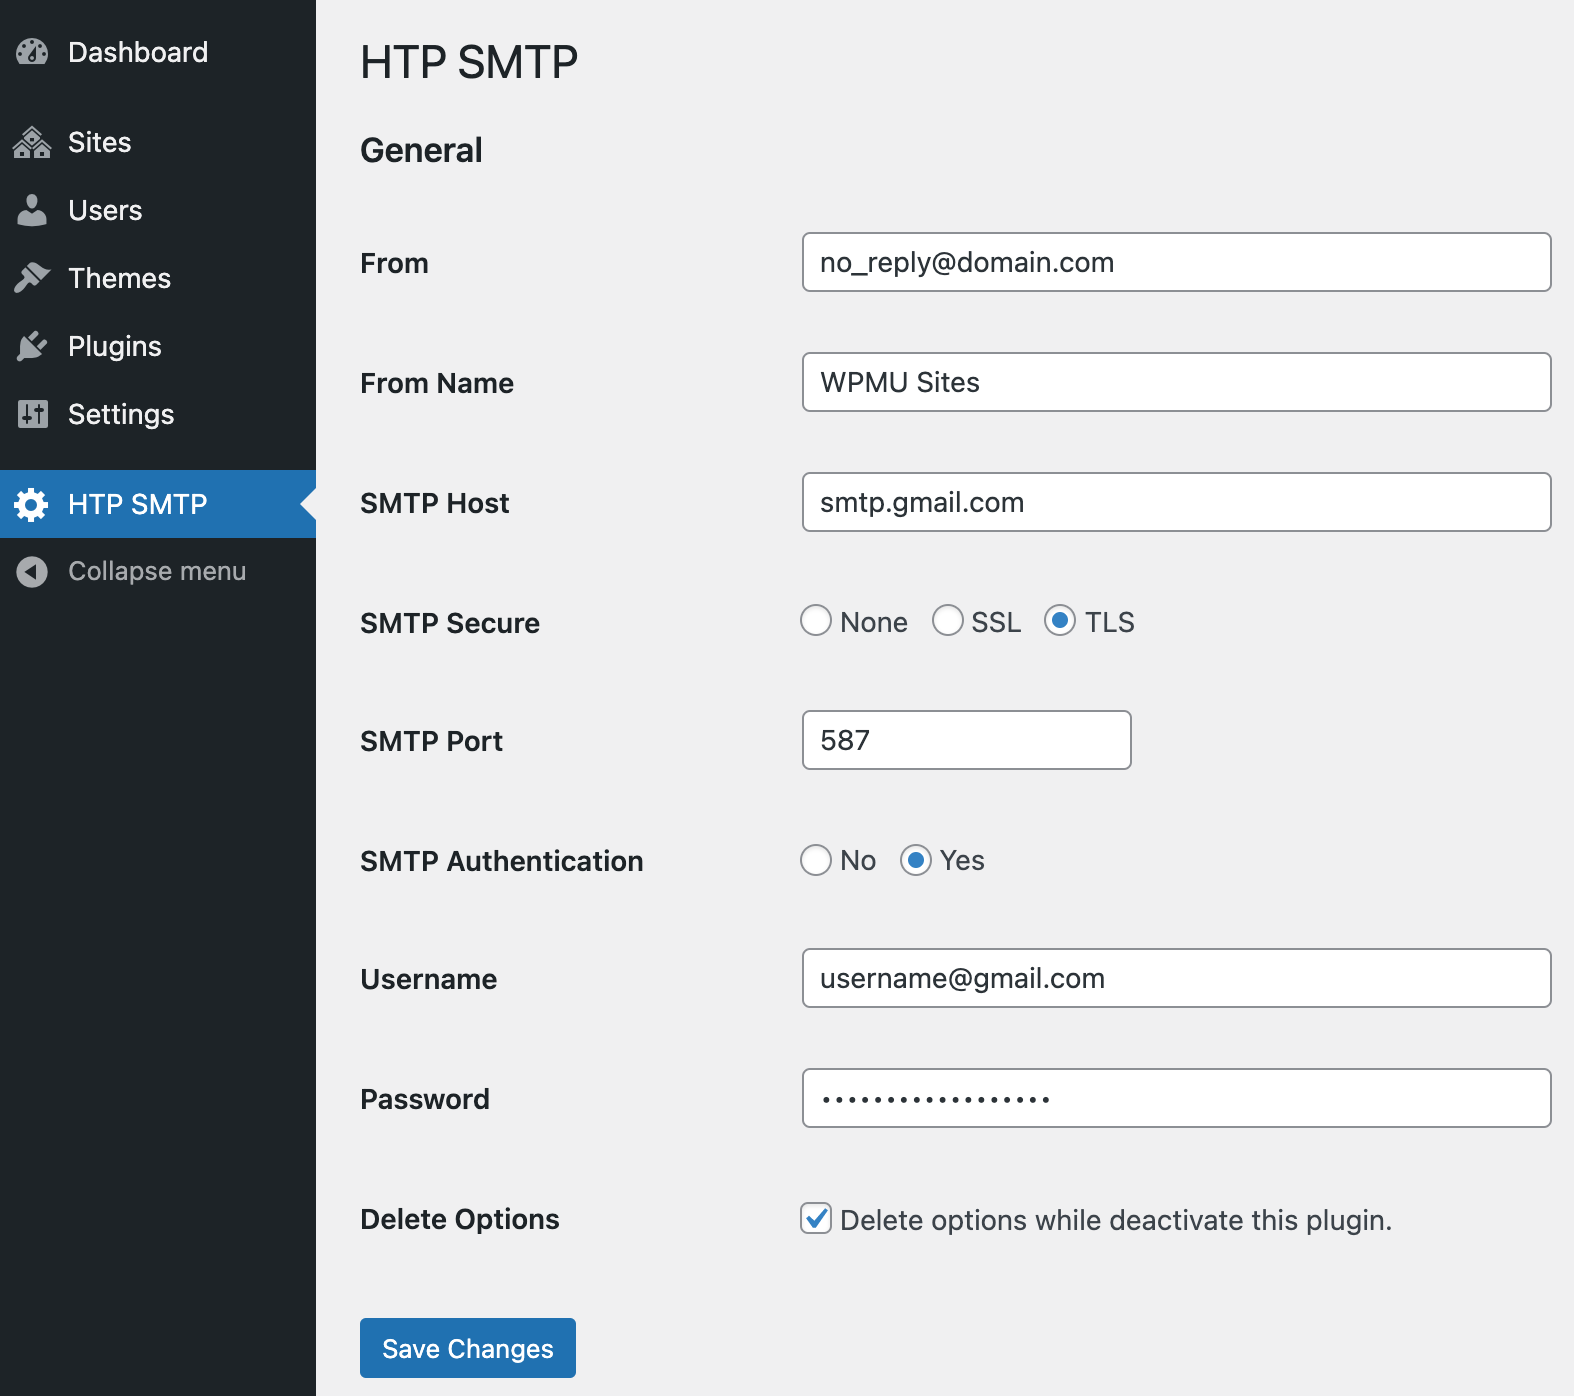 Dashboard
Sites
Users
Themes
Plugins
Settings
HTP SMTP
Collapse menu
HTP SMTP
General
From
no_reply@domain.com
From Name
WPMU Sites
SMTP Host
smtp.gmail.com
SMTP Secure
None SSL TLS
SMTP Port
587
SMTP Authentication
No Yes
Username
username@gmail.com
Password
••••••••••••••••••
Delete Options
Delete options while deactivate this plugin.
Save Changes